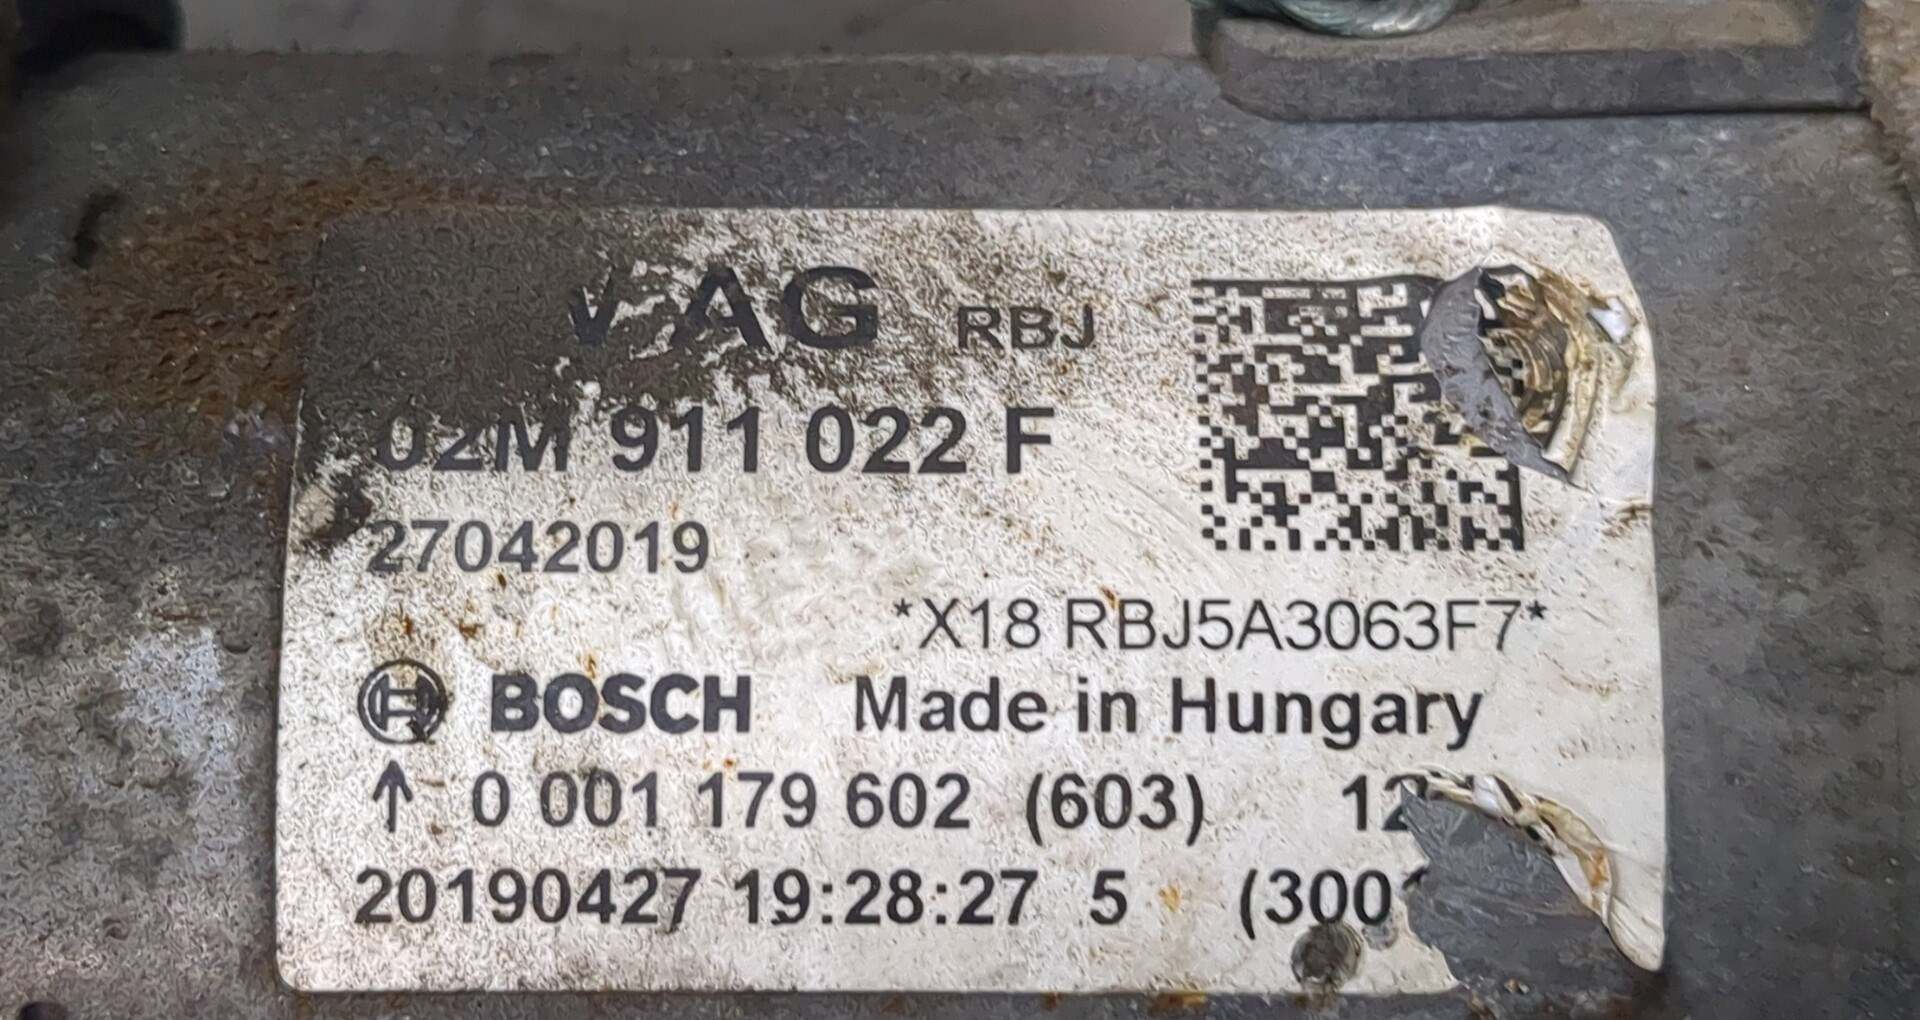 VAG RBJ
02M 911 022 F
27042019
*X18 RBJ5A3063F7*
BOSCH Made in Hungary
↑ 0 001 179 602 (603)
20190427 19:28:27 5